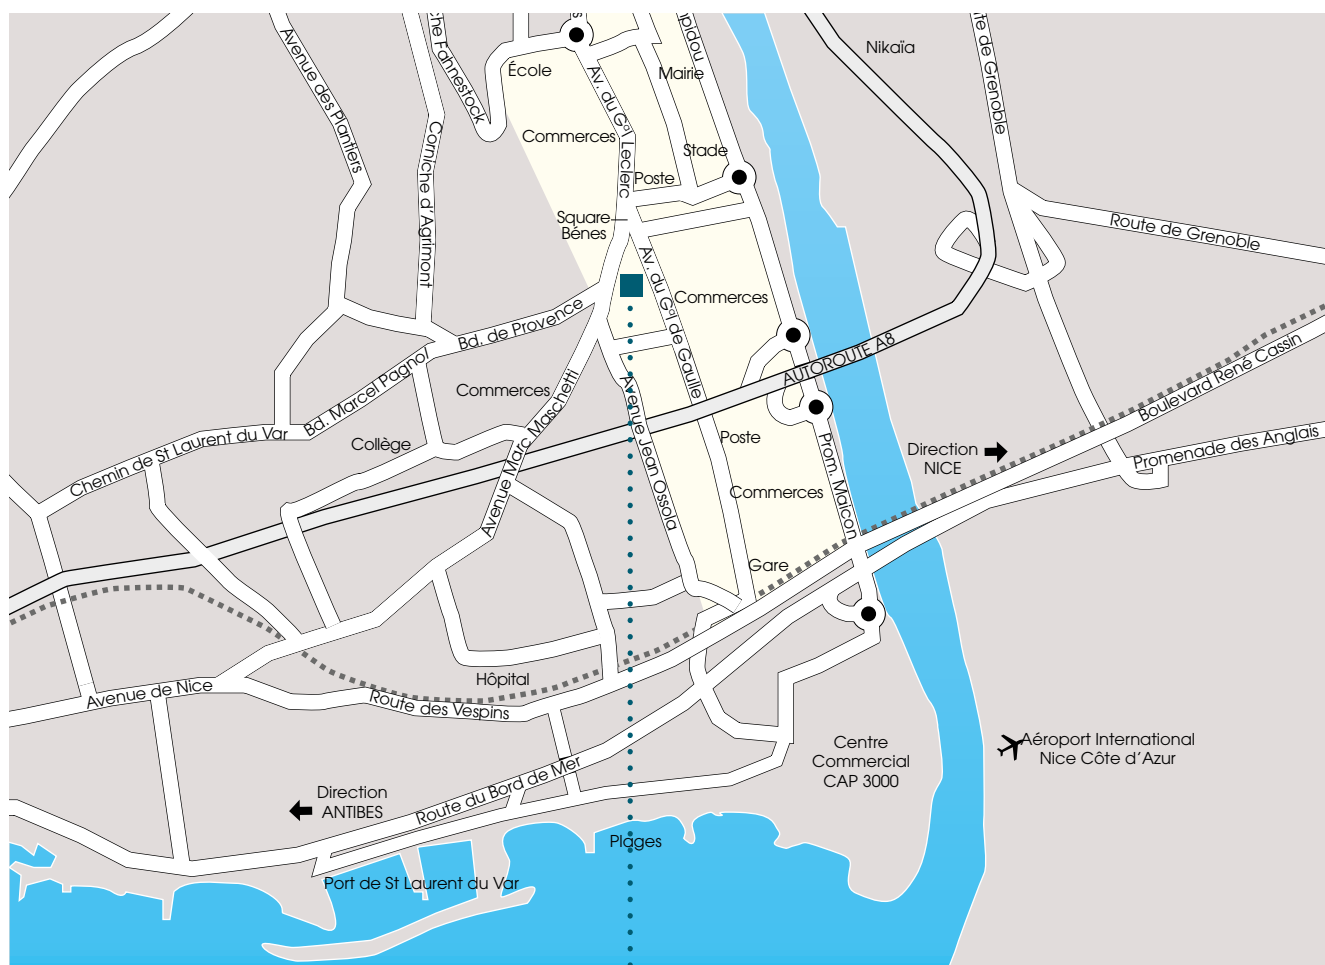 Nikaïa
École
Mairie
Avenue des Plantiers
Corniche d'Agrimont
Fahnestock
Av. du Gal Leclerc
de Grenoble
Commerces
Stade
Poste
Square
Bénes
Route de Grenoble
Av. du Gal de Gaulle
Commerces
Bd. de Provence
AUTOROUTE A8
Boulevard René Cassin
Bd. Marcel Pagnol
Commerces
Avenue Marc Maschetti
Avenue Jean Ossola
Chemin de St Laurent du Var
Collège
Poste
Prom. Maicon
Direction
NICE
Promenade des Anglais
Commerces
Gare
Hôpital
Avenue de Nice
Route des Vespins
Centre
Commercial
CAP 3000
Aéroport International
Nice Côte d'Azur
Route du Bord de Mer
Direction
ANTIBES
Plages
Port de St Laurent du Var